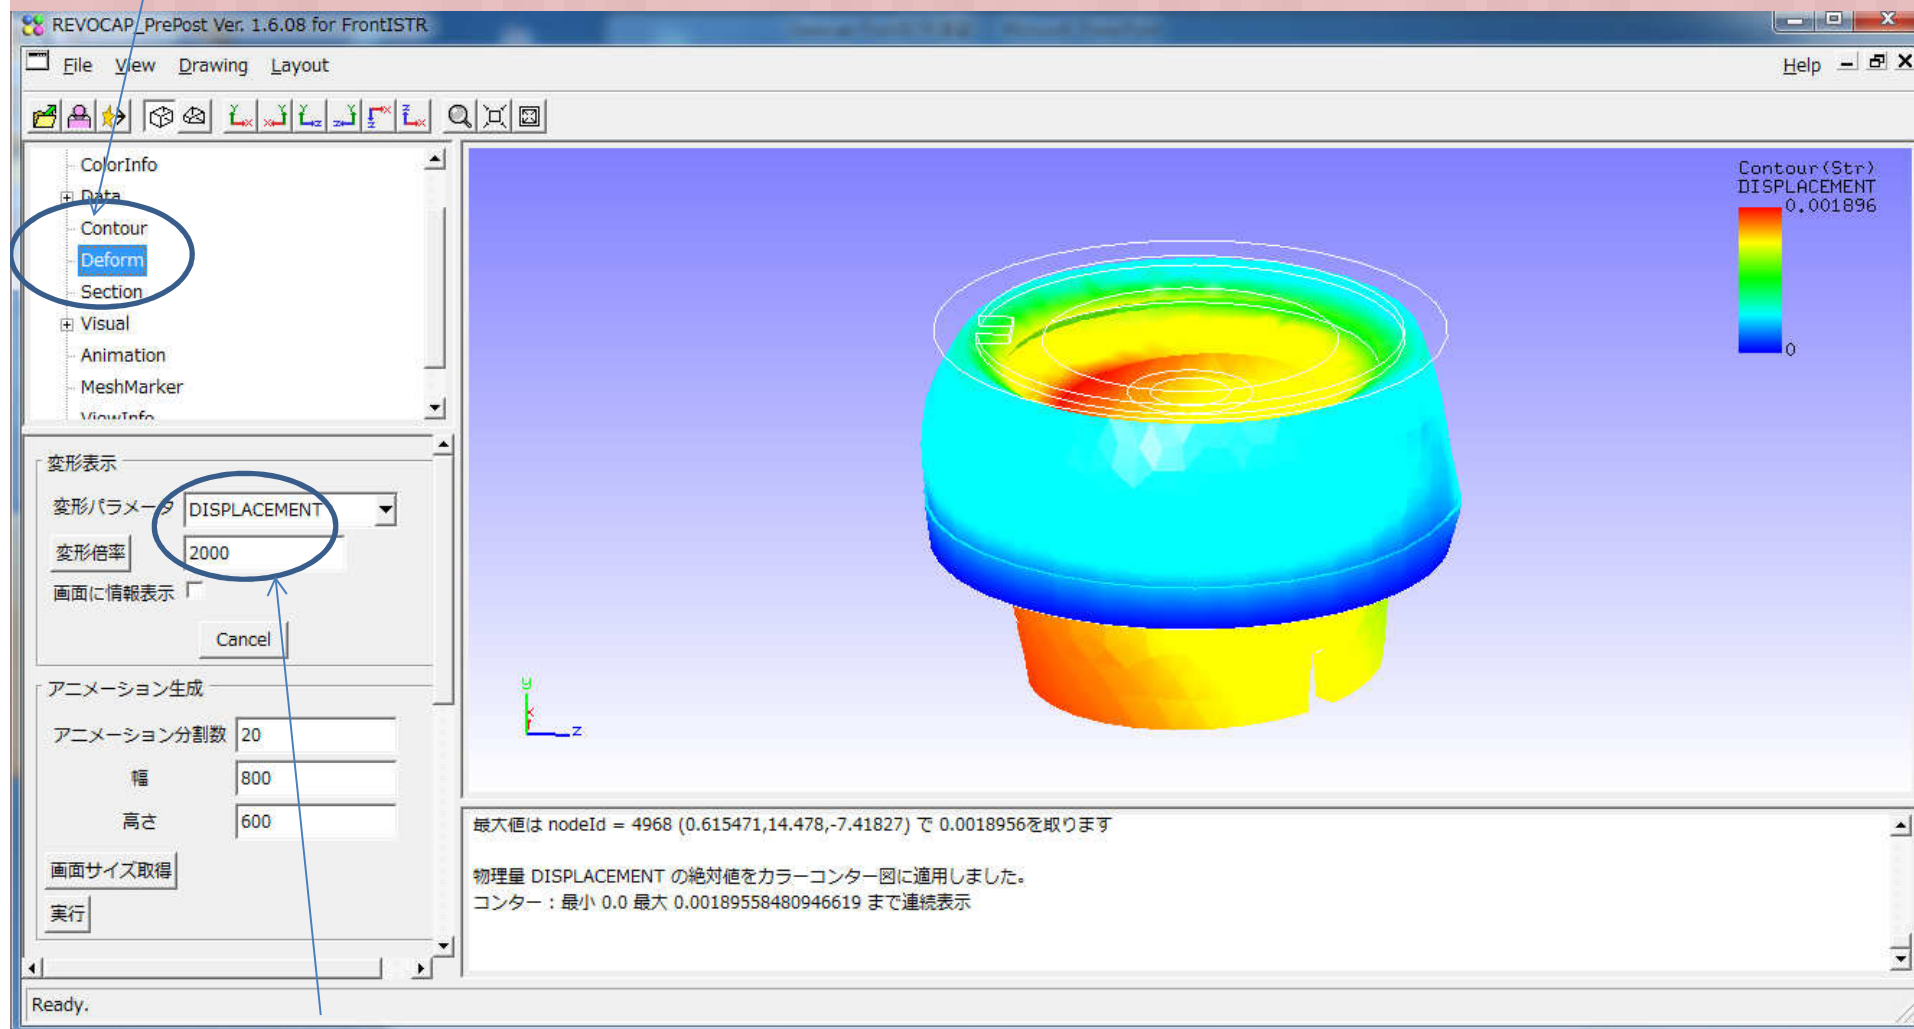 REVOCAP_PrePost Ver. 1.6.08 for FrontISTR
File View Drawing Layout
Help
ColorInfo
Data
Contour
Deform
Section
Visual
Animation
MeshMarker
ViewInfo
変形表示
変形パラメータ DISPLACEMENT
変形倍率 2000
画面に情報表示
Cancel
アニメーション生成
アニメーション分割数 20
幅 800
高さ 600
画面サイズ取得
実行
Contour(Str)
DISPLACEMENT
0.001896
0
y
x
z
最大値は nodeId = 4968 (0.615471,14.478,-7.41827) で 0.0018956を取ります
物理量 DISPLACEMENT の絶対値をカラーコンター図に適用しました。
コンター：最小 0.0 最大 0.00189558480946619 まで連続表示
Ready.